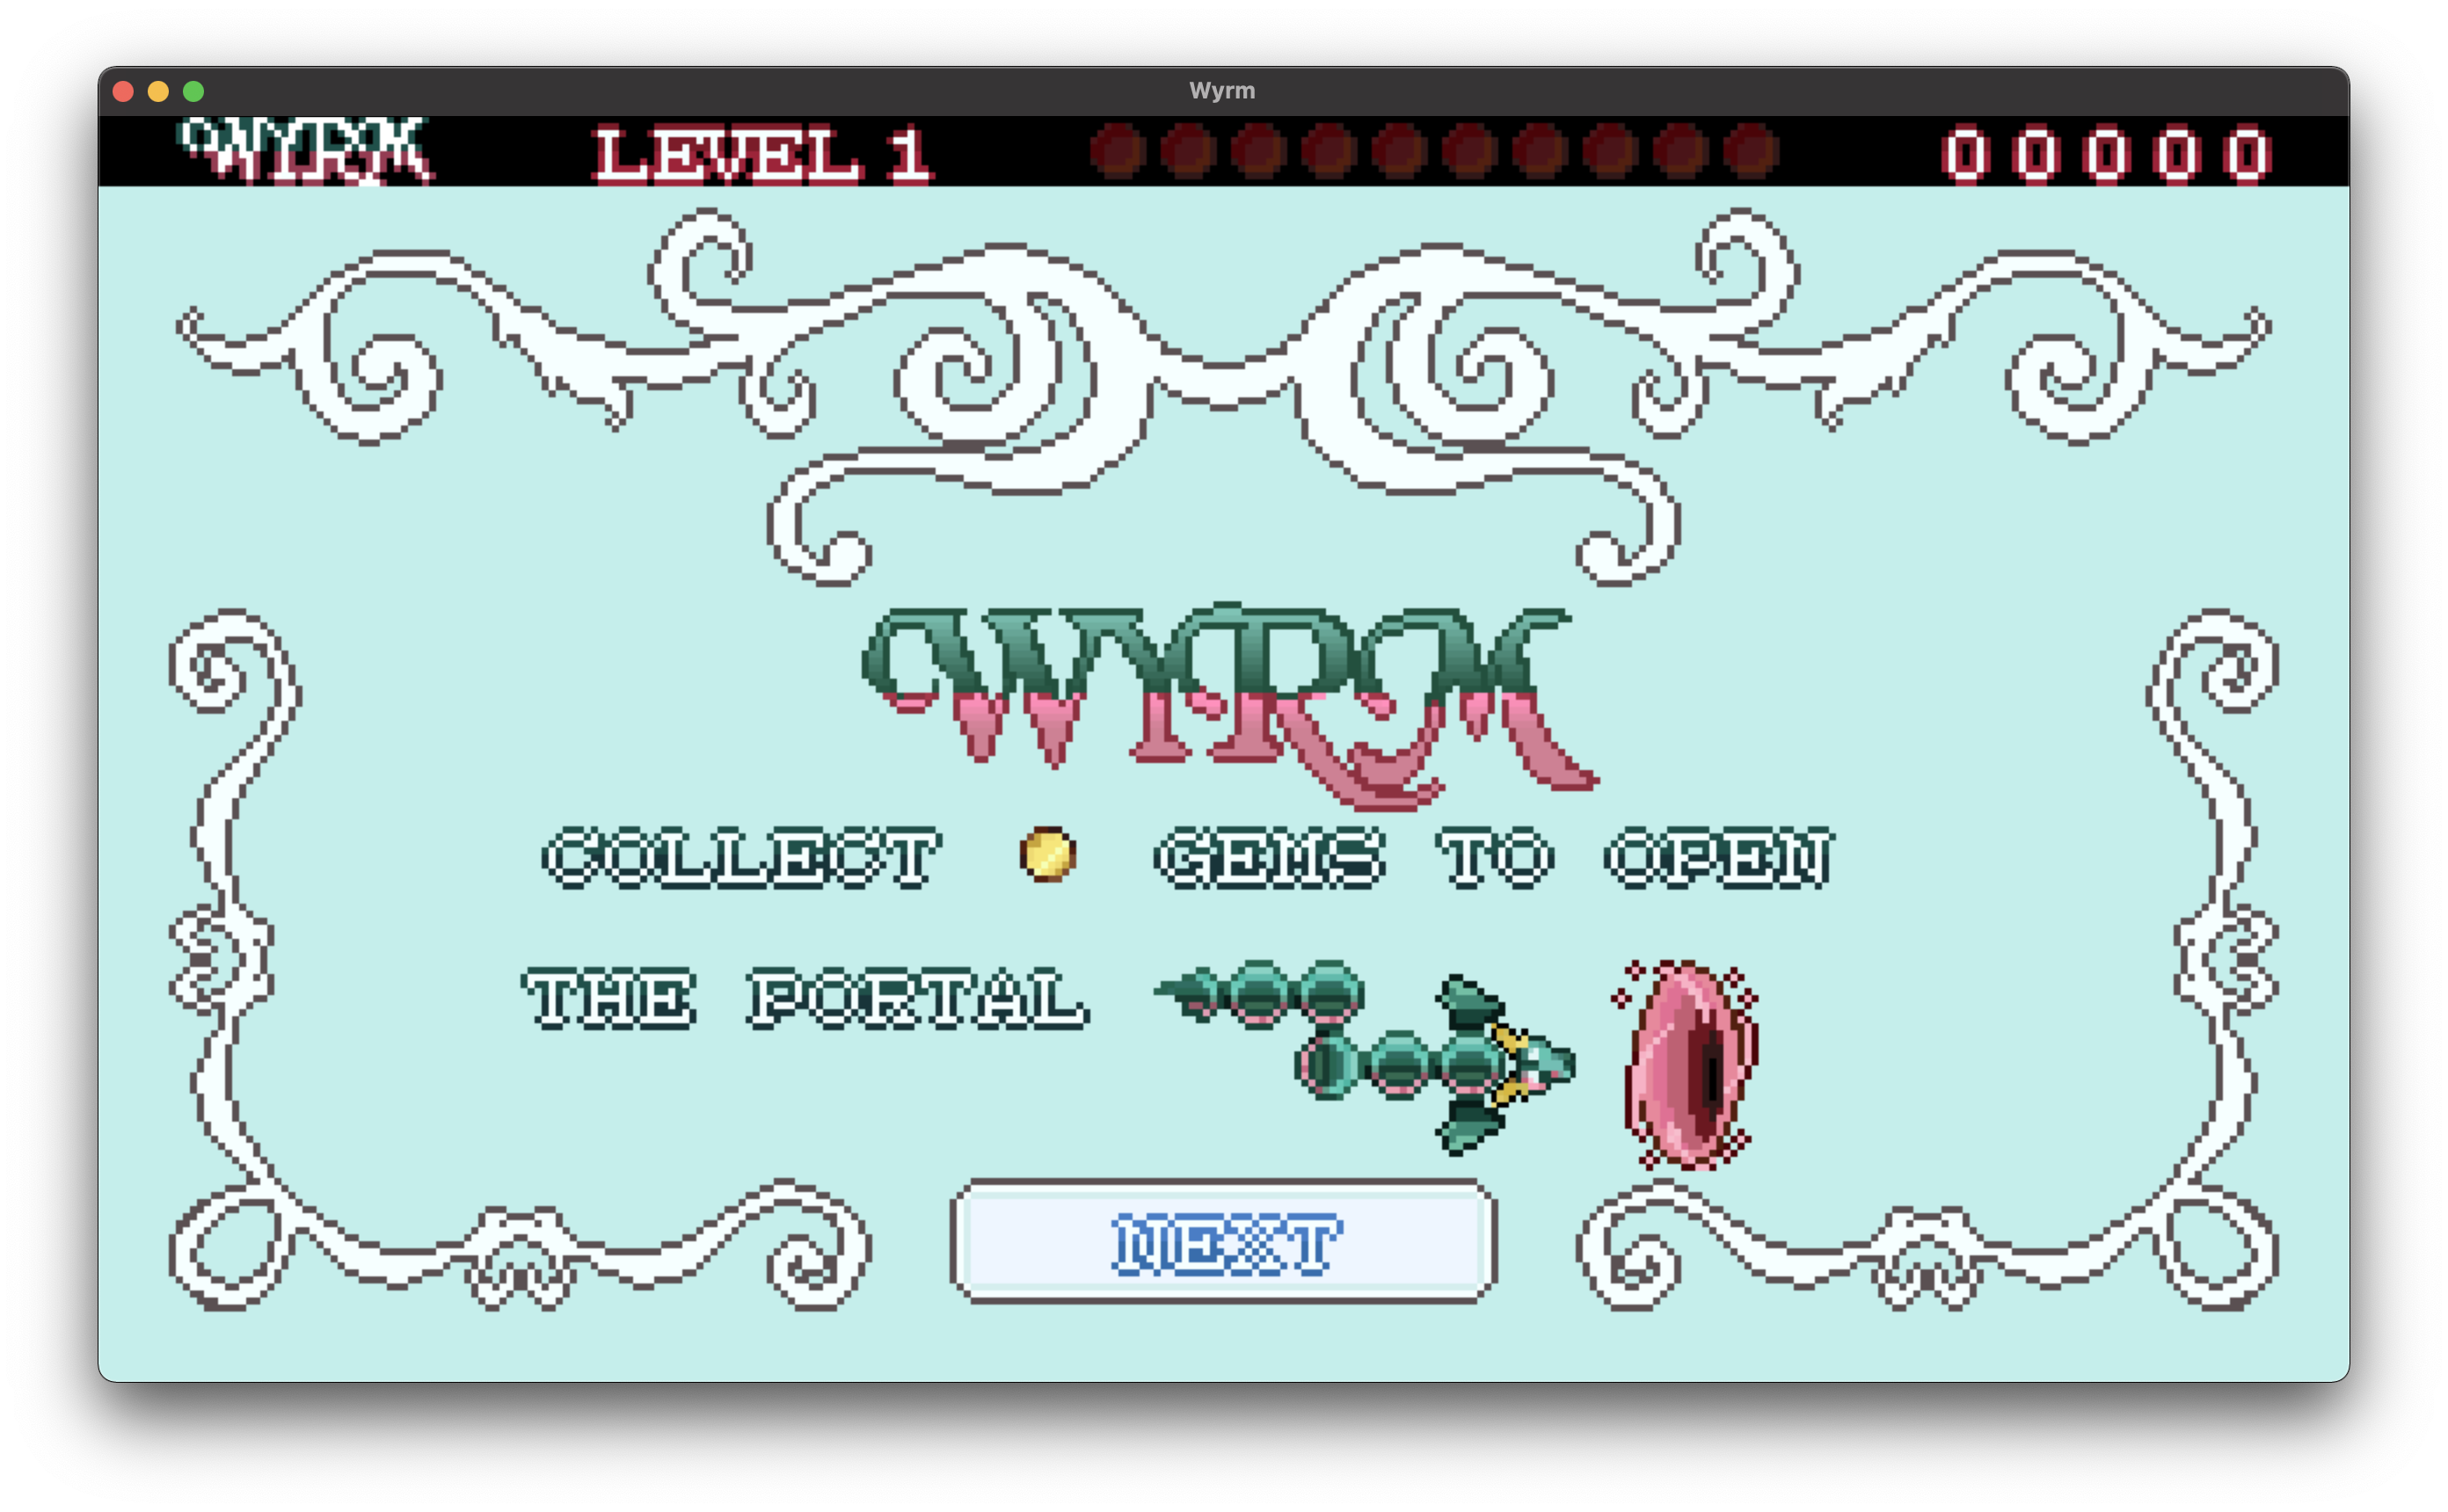 Wyrm
WYRM LEVEL 1 00000
WYRM
COLLECT GEMS TO OPEN
THE PORTAL
NEXT